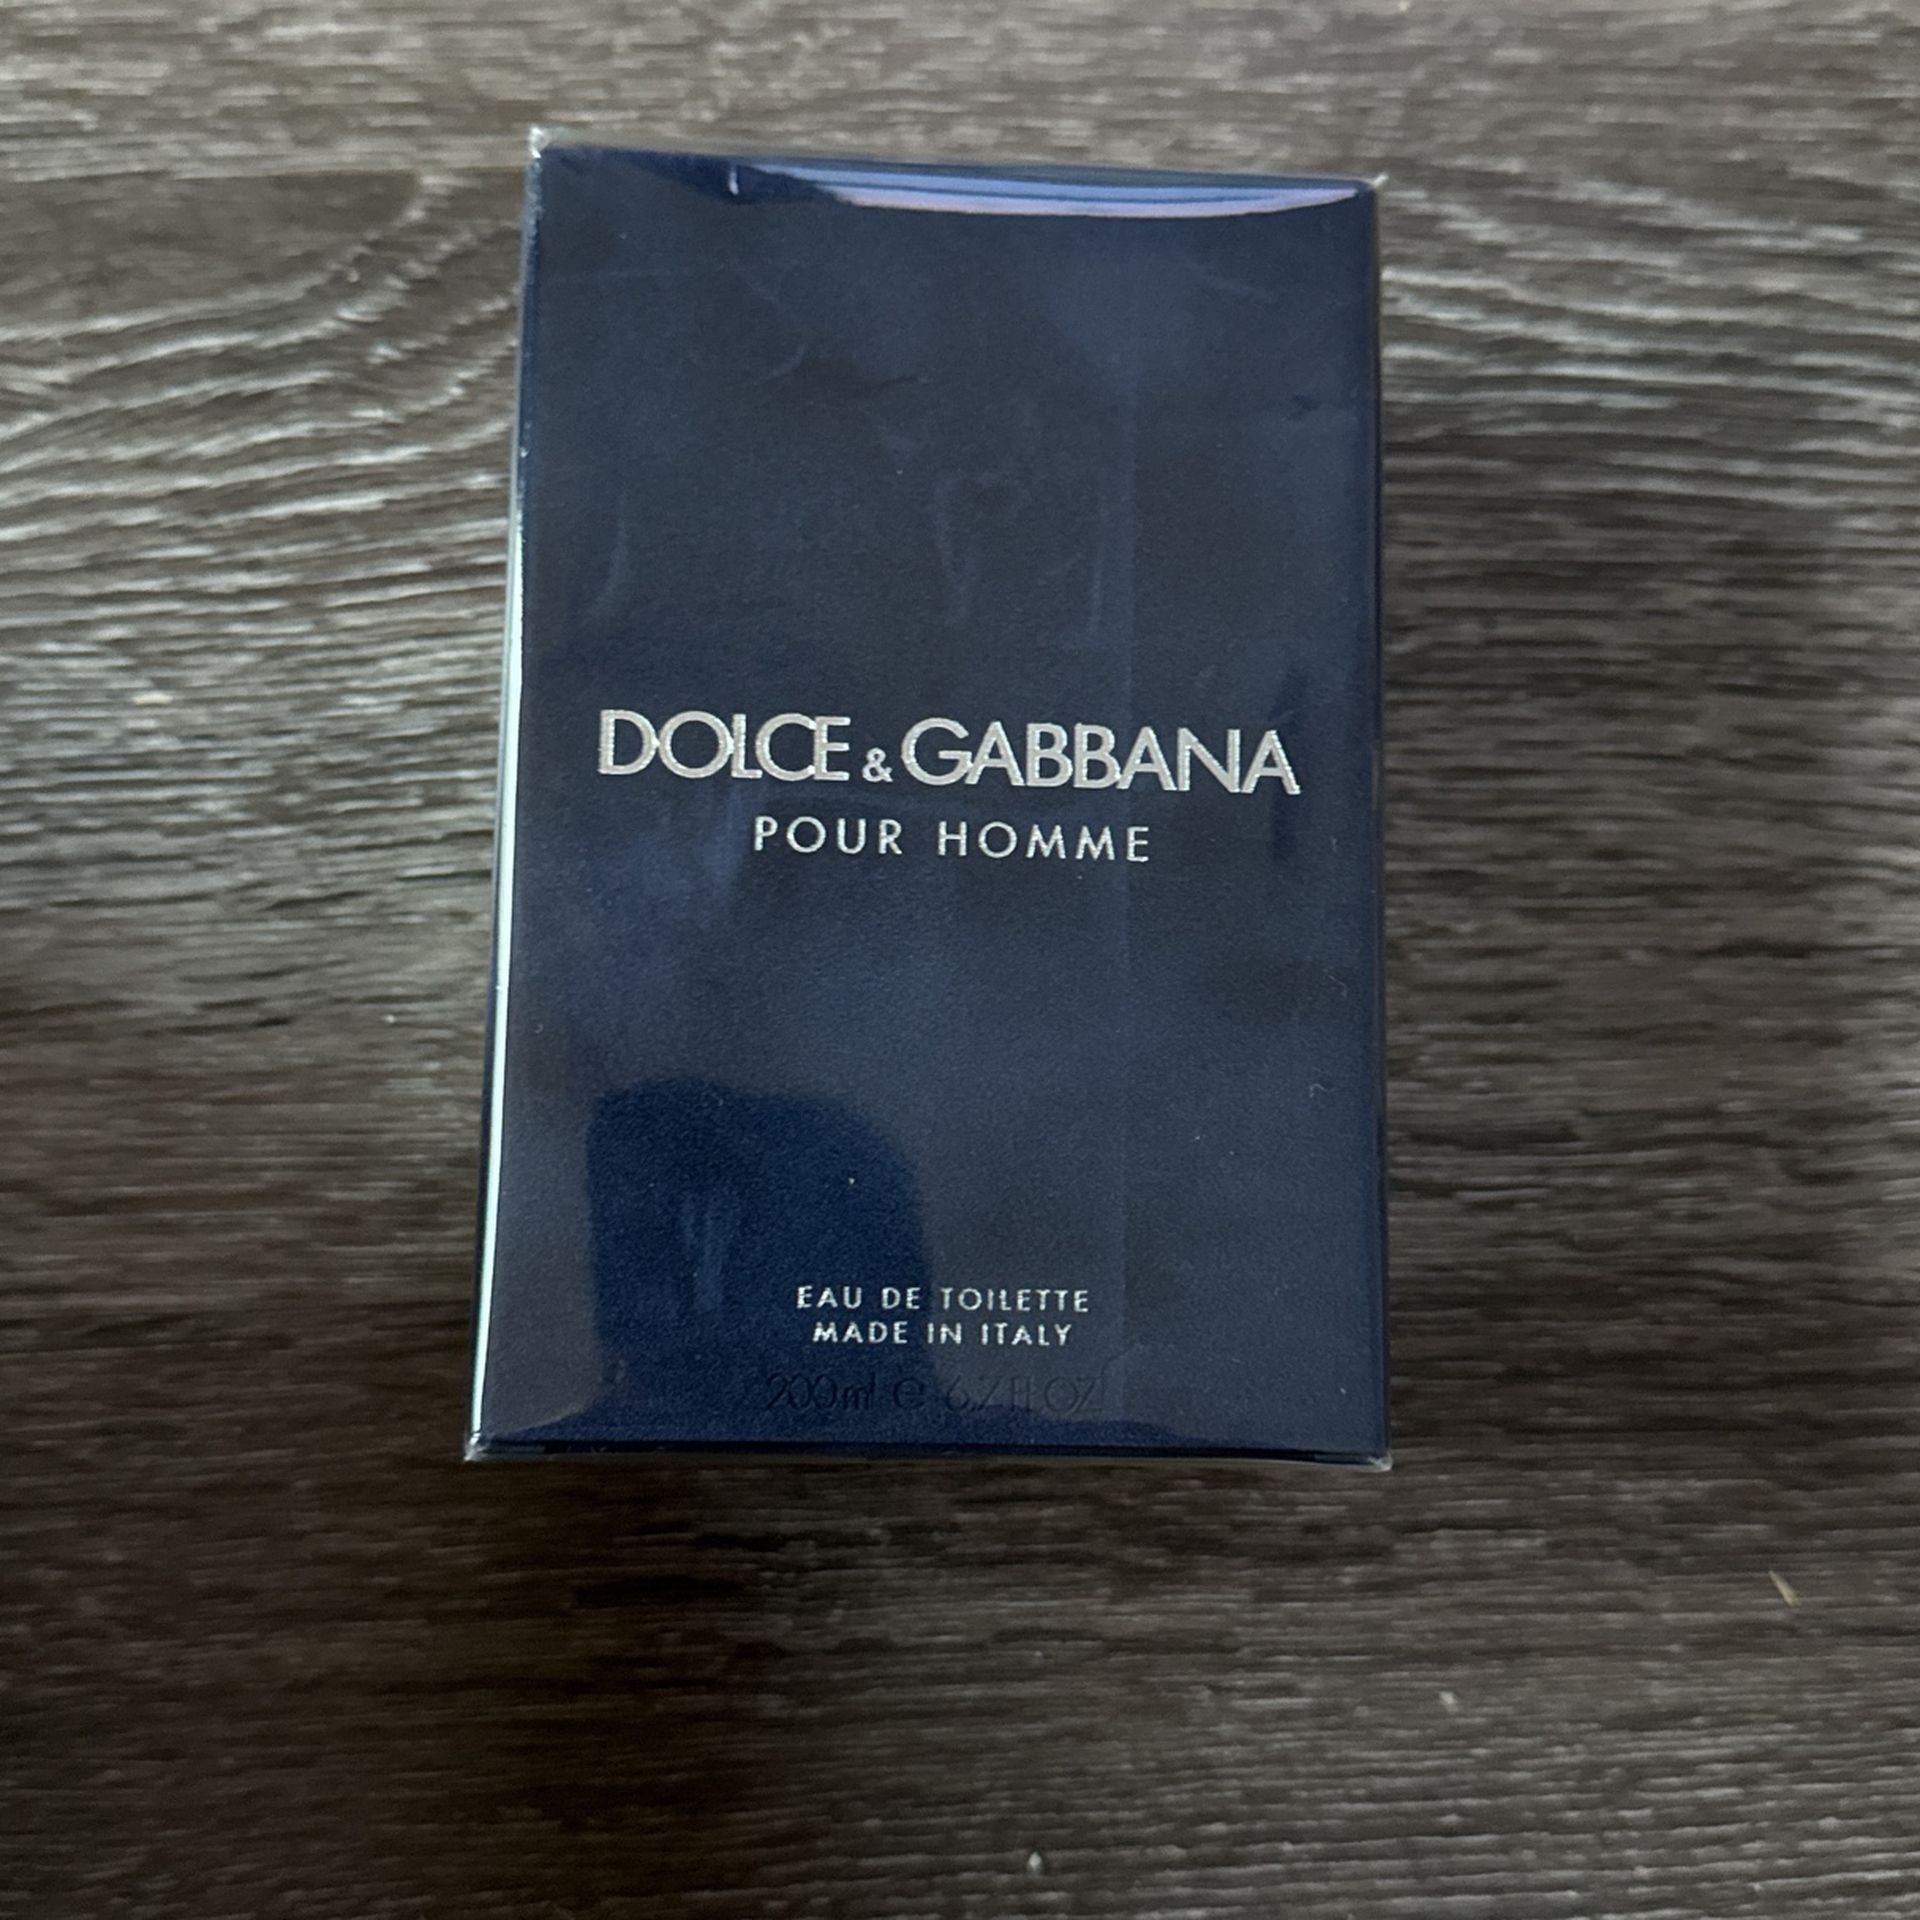 DOLCE & GABBANA
POUR HOMME
EAU DE TOILETTE
MADE IN ITALY
200ml e 6.7 fl OZ